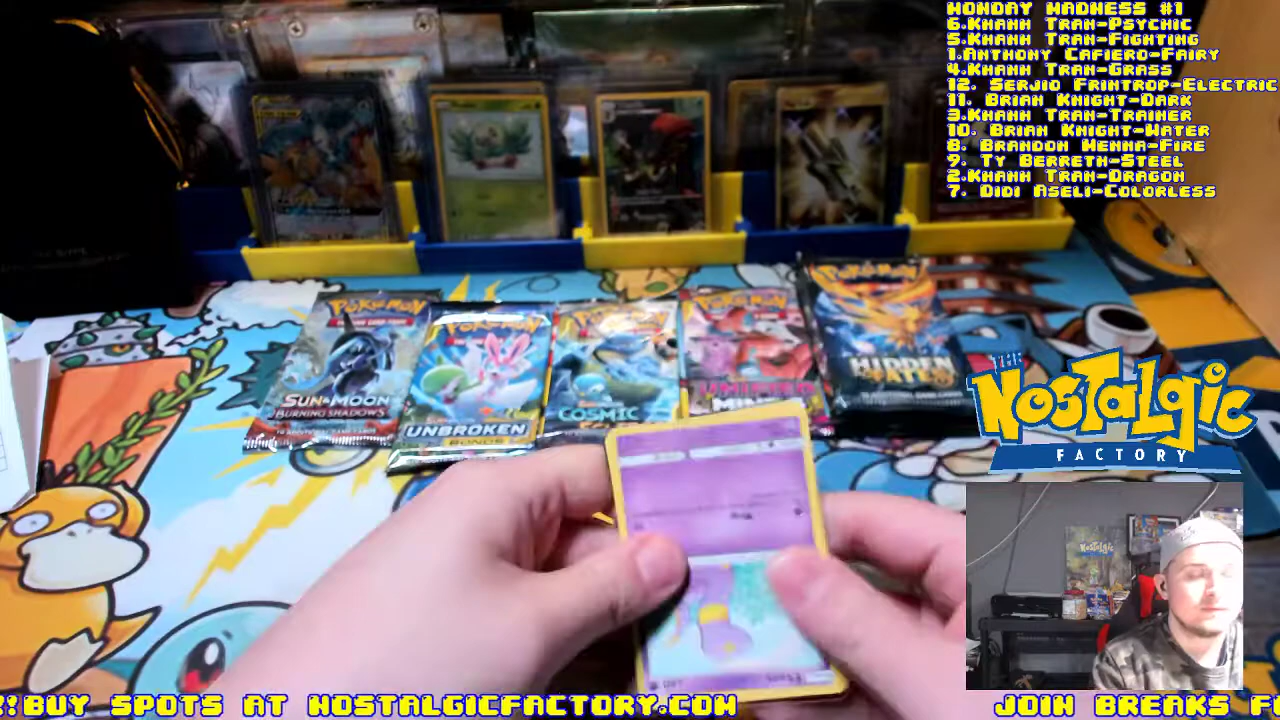 MONDAY MADNESS #1
6.KHANH TRAN-PSYCHIC
5.KHANH TRAN-FIGHTING
1.ANTHONY CAFIERO-FAIRY
4.KHANH TRAN-GRASS
12. SERJIO FRINTROP-ELECTRIC
11. BRIAN KNIGHT-DARK
3.KHANH TRAN-TRAINER
10. BRIAN KNIGHT-WATER
8. BRANDON MENNA-FIRE
9. TY BERRETH-STEEL
2.KHANH TRAN-DRAGON
7. DIDI ASELI-COLORLESS
POKÉMON
SUN & MOON
BURNING SHADOWS
POKÉMON
UNBROKEN
BONDS
POKÉMON
COSMIC
POKÉMON
POKÉMON
HIDDEN
FATES
THE
NOSTALGIC
FACTORY
!BUY SPOTS AT NOSTALGICFACTORY.COM
JOIN BREAKS